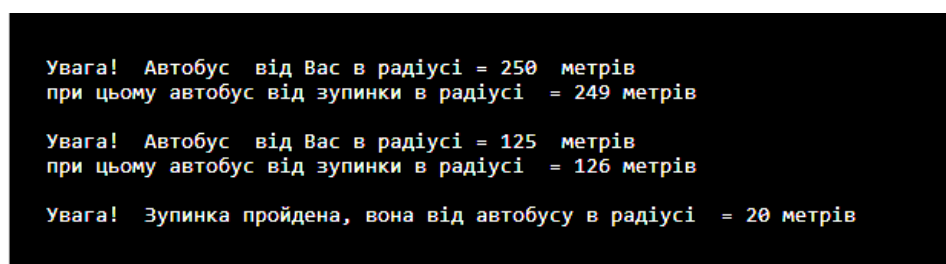 Увага!  Автобус  від Вас в радіусі = 250  метрів
при цьому автобус від зупинки в радіусі  = 249 метрів
Увага!  Автобус  від Вас в радіусі = 125  метрів
при цьому автобус від зупинки в радіусі  = 126 метрів
Увага!  Зупинка пройдена, вона від автобусу в радіусі  = 20 метрів